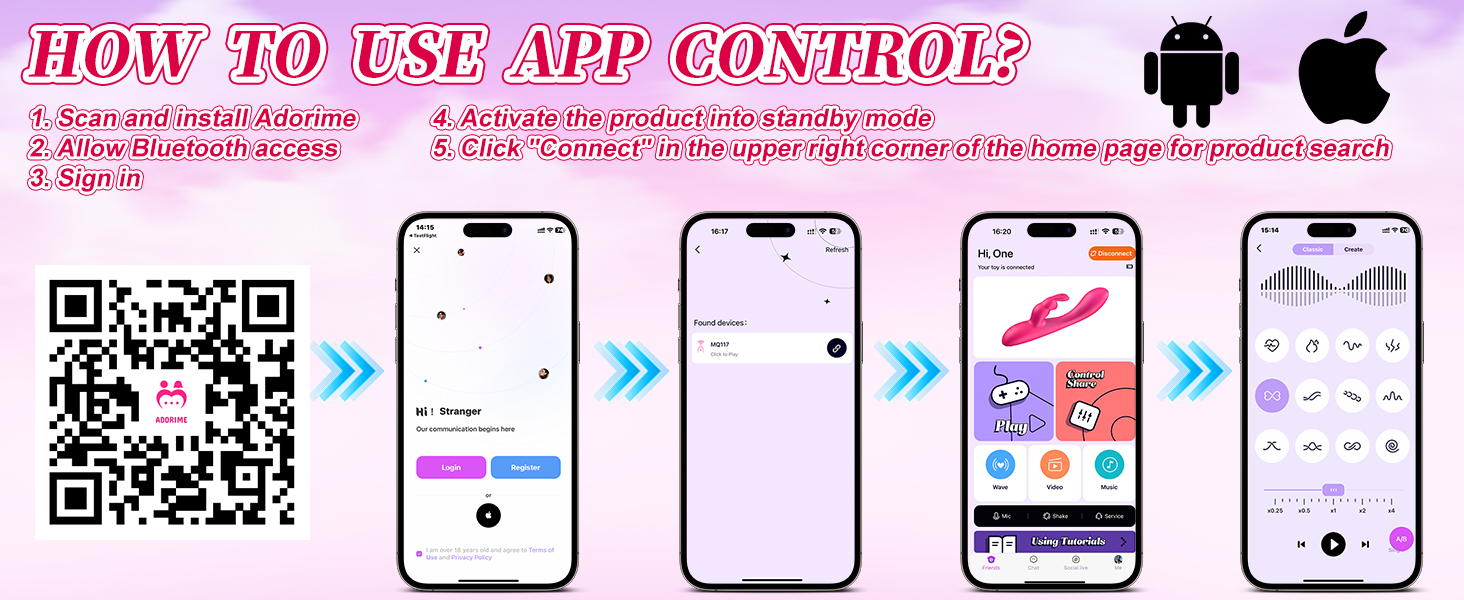 HOW TO USE APP CONTROL?
1. Scan and install Adorime
2. Allow Bluetooth access
3. Sign in
4. Activate the product into standby mode
5. Click "Connect" in the upper right corner of the home page for product search
ADORIME
14:15
TestFlight
Hi！ Stranger
Our communication begins here
Login
Register
or
I am over 18 years old and agree to Terms of
Use and Privacy Policy
16:17
Refresh
Found devices：
MQ117
Click to Play
16:20
Hi, One
Disconnect
Your toy is connected
Play
Control
Share
Wave
Video
Music
Mic
Shake
Service
Using Tutorials
Friends
Chat
Social live
Me
15:14
Classic
Create
x0.25
x0.5
x1
x2
x4
A/B